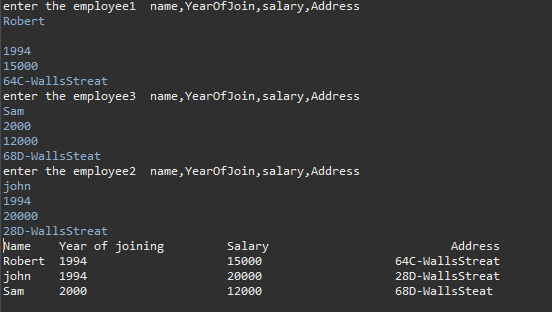 enter the employee1  name,YearOfJoin,salary,Address
Robert
1994
15000
64C-WallsStreat
enter the employee3  name,YearOfJoin,salary,Address
Sam
2000
12000
68D-WallsSteat
enter the employee2  name,YearOfJoin,salary,Address
john
1994
20000
28D-WallsStreat
Name    Year of joining         Salary                          Address
Robert  1994                    15000                   64C-WallsStreat
john    1994                    20000                   28D-WallsStreat
Sam     2000                    12000                   68D-WallsSteat